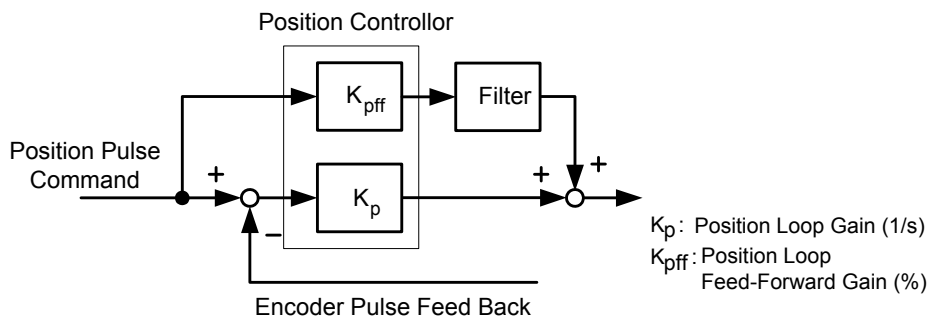 Position Controllor
Kpff
Filter
Position Pulse
Command
+
+
+
Kp
−
Encoder Pulse Feed Back
Kp: Position Loop Gain (1/s)
Kpff: Position Loop
Feed-Forward Gain (%)